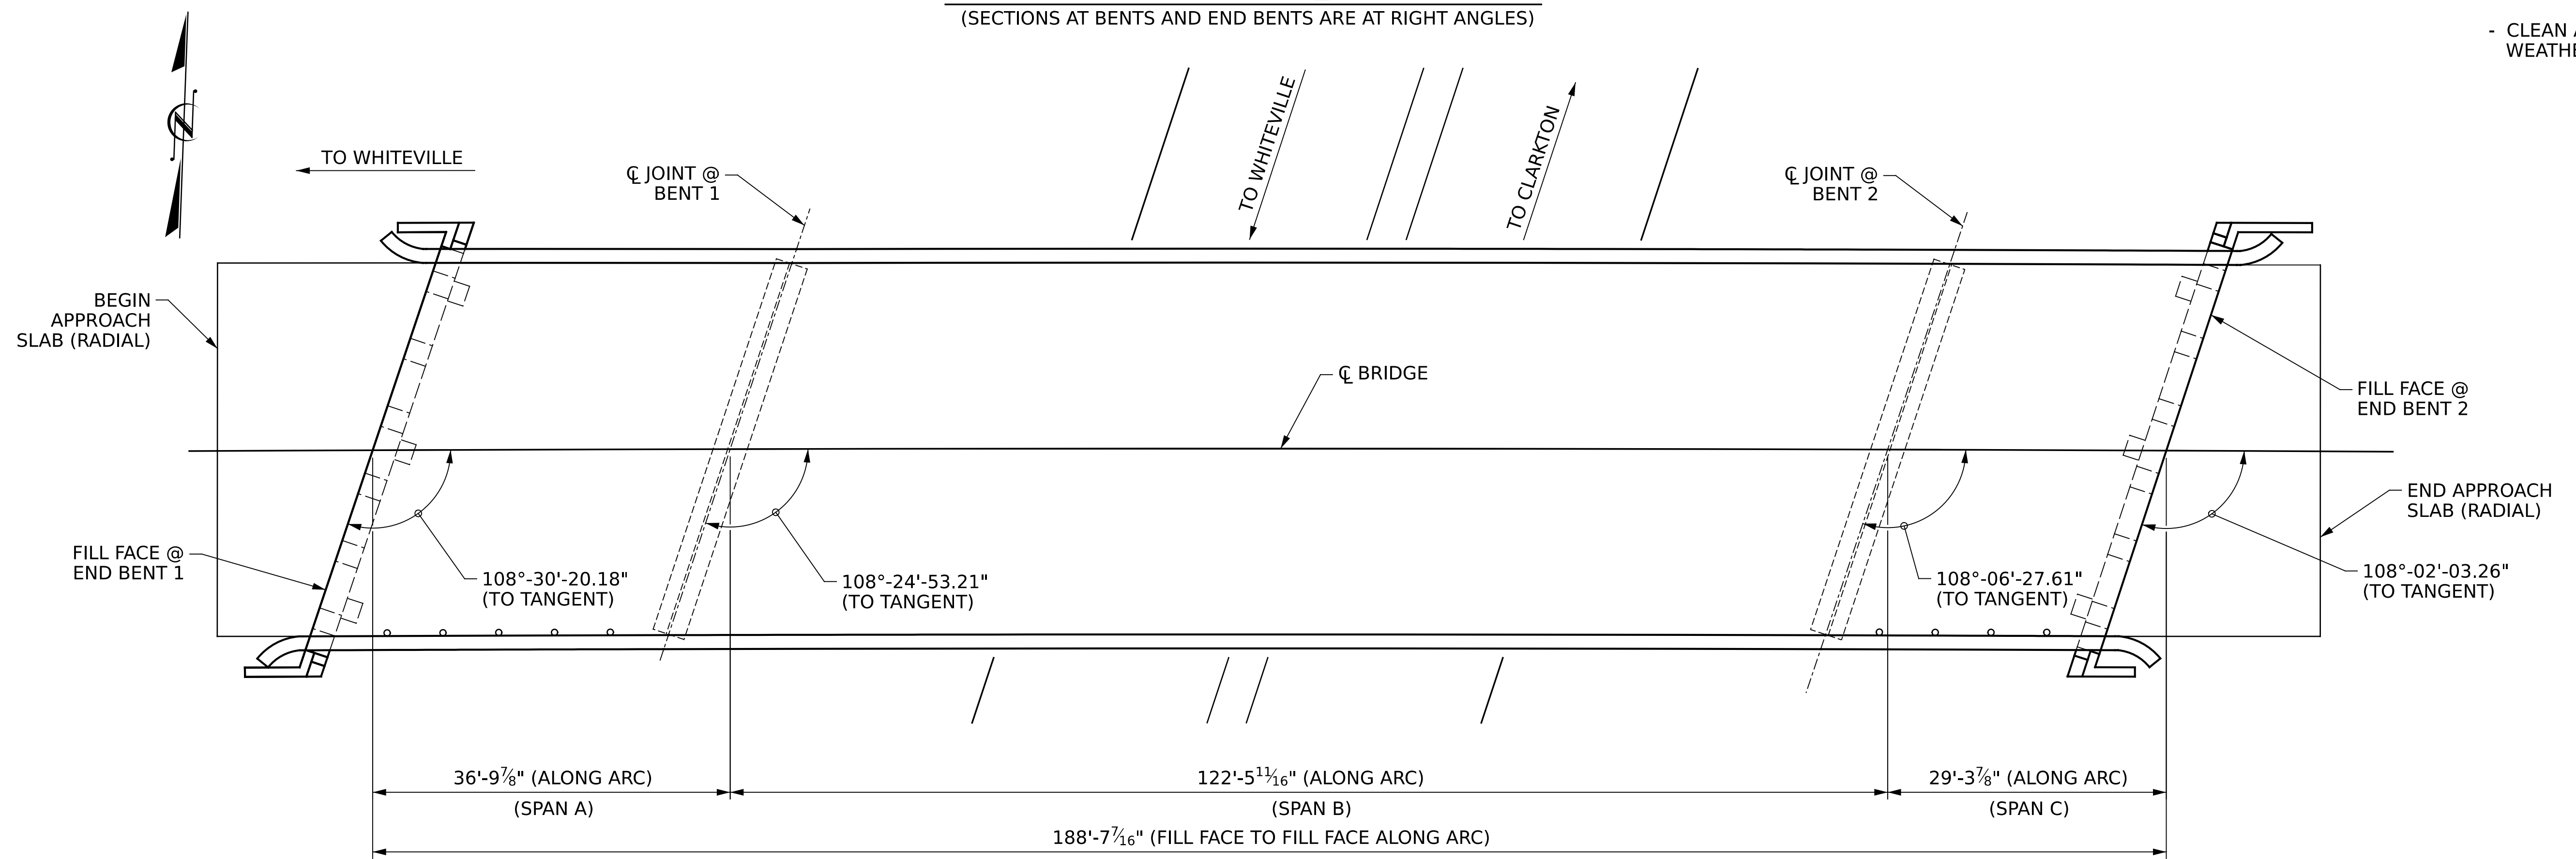 (SECTIONS AT BENTS AND END BENTS ARE AT RIGHT ANGLES)
- CLEAN
TO WHITEVILLE
TO CLARKTON
TO WHITEVILLE
℄ JOINT @
BENT 1
℄ JOINT @
BENT 2
BEGIN
APPROACH
SLAB (RADIAL)
℄ BRIDGE
FILL FACE @
END BENT 2
END APPROACH
SLAB (RADIAL)
FILL FACE @
END BENT 1
108°-30'-20.18"
(TO TANGENT)
108°-24'-53.21"
(TO TANGENT)
108°-06'-27.61"
(TO TANGENT)
108°-02'-03.26"
(TO TANGENT)
36'-9⅞" (ALONG ARC)
(SPAN A)
122'-5 11/16" (ALONG ARC)
(SPAN B)
29'-3⅞" (ALONG ARC)
(SPAN C)
188'-7 7/16" (FILL FACE TO FILL FACE ALONG ARC)